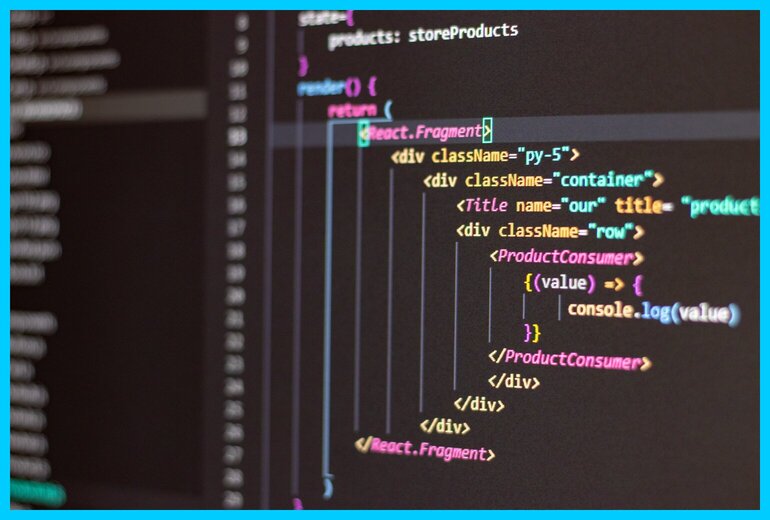 state={
products: storeProducts
}
render() {
return (
<React.Fragment>
<div className="py-5">
<div className="container">
<Title name="our" title= "product
<div className="row">
<ProductConsumer>
{(value) => {
console.log(value)
}}
</ProductConsumer>
</div>
</div>
</div>
</React.Fragment>
)
}